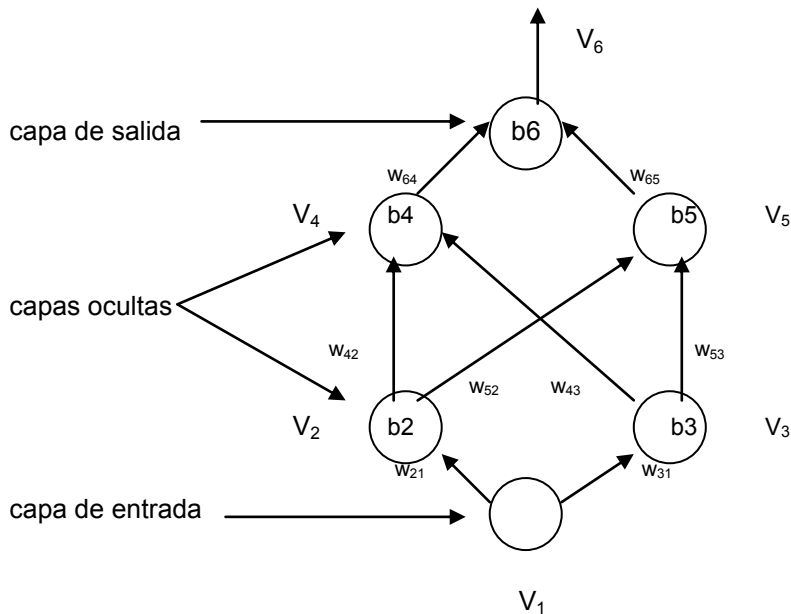 V₆
capa de salida
b6
w₆₄
w₆₅
V₄
b4
b5
V₅
capas ocultas
w₄₂
w₅₂
w₄₃
w₅₃
V₂
b2
b3
V₃
w₂₁
w₃₁
capa de entrada
V₁